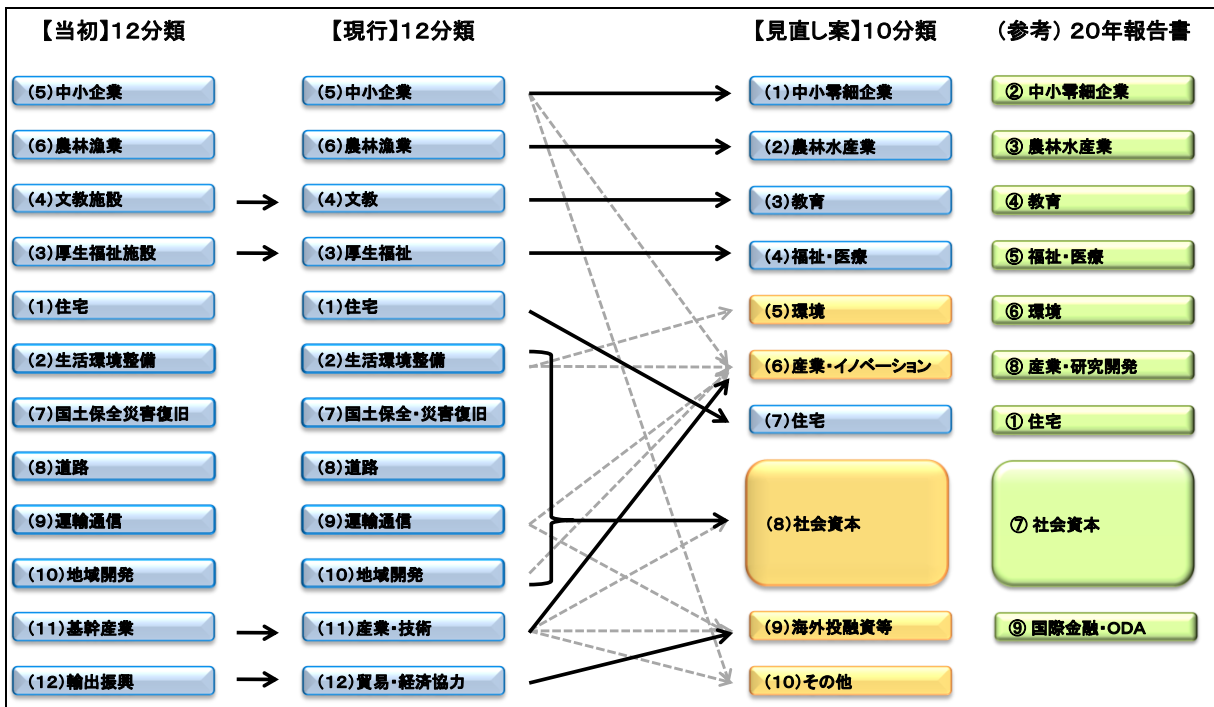 【当初】12分類
【現行】12分類
【見直し案】10分類
(参考) 20年報告書
(5)中小企業
(5)中小企業
(1)中小零細企業
② 中小零細企業
(6)農林漁業
(6)農林漁業
(2)農林水産業
③ 農林水産業
(4)文教施設
(4)文教
(3)教育
④ 教育
(3)厚生福祉施設
(3)厚生福祉
(4)福祉・医療
⑤ 福祉・医療
(1)住宅
(1)住宅
(5)環境
⑥ 環境
(2)生活環境整備
(2)生活環境整備
(6)産業・イノベーション
⑧ 産業・研究開発
(7)国土保全災害復旧
(7)国土保全・災害復旧
(7)住宅
① 住宅
(8)道路
(8)道路
(9)運輸通信
(9)運輸通信
(8)社会資本
⑦ 社会資本
(10)地域開発
(10)地域開発
(11)基幹産業
(11)産業・技術
(9)海外投融資等
⑨ 国際金融・ODA
(12)輸出振興
(12)貿易・経済協力
(10)その他